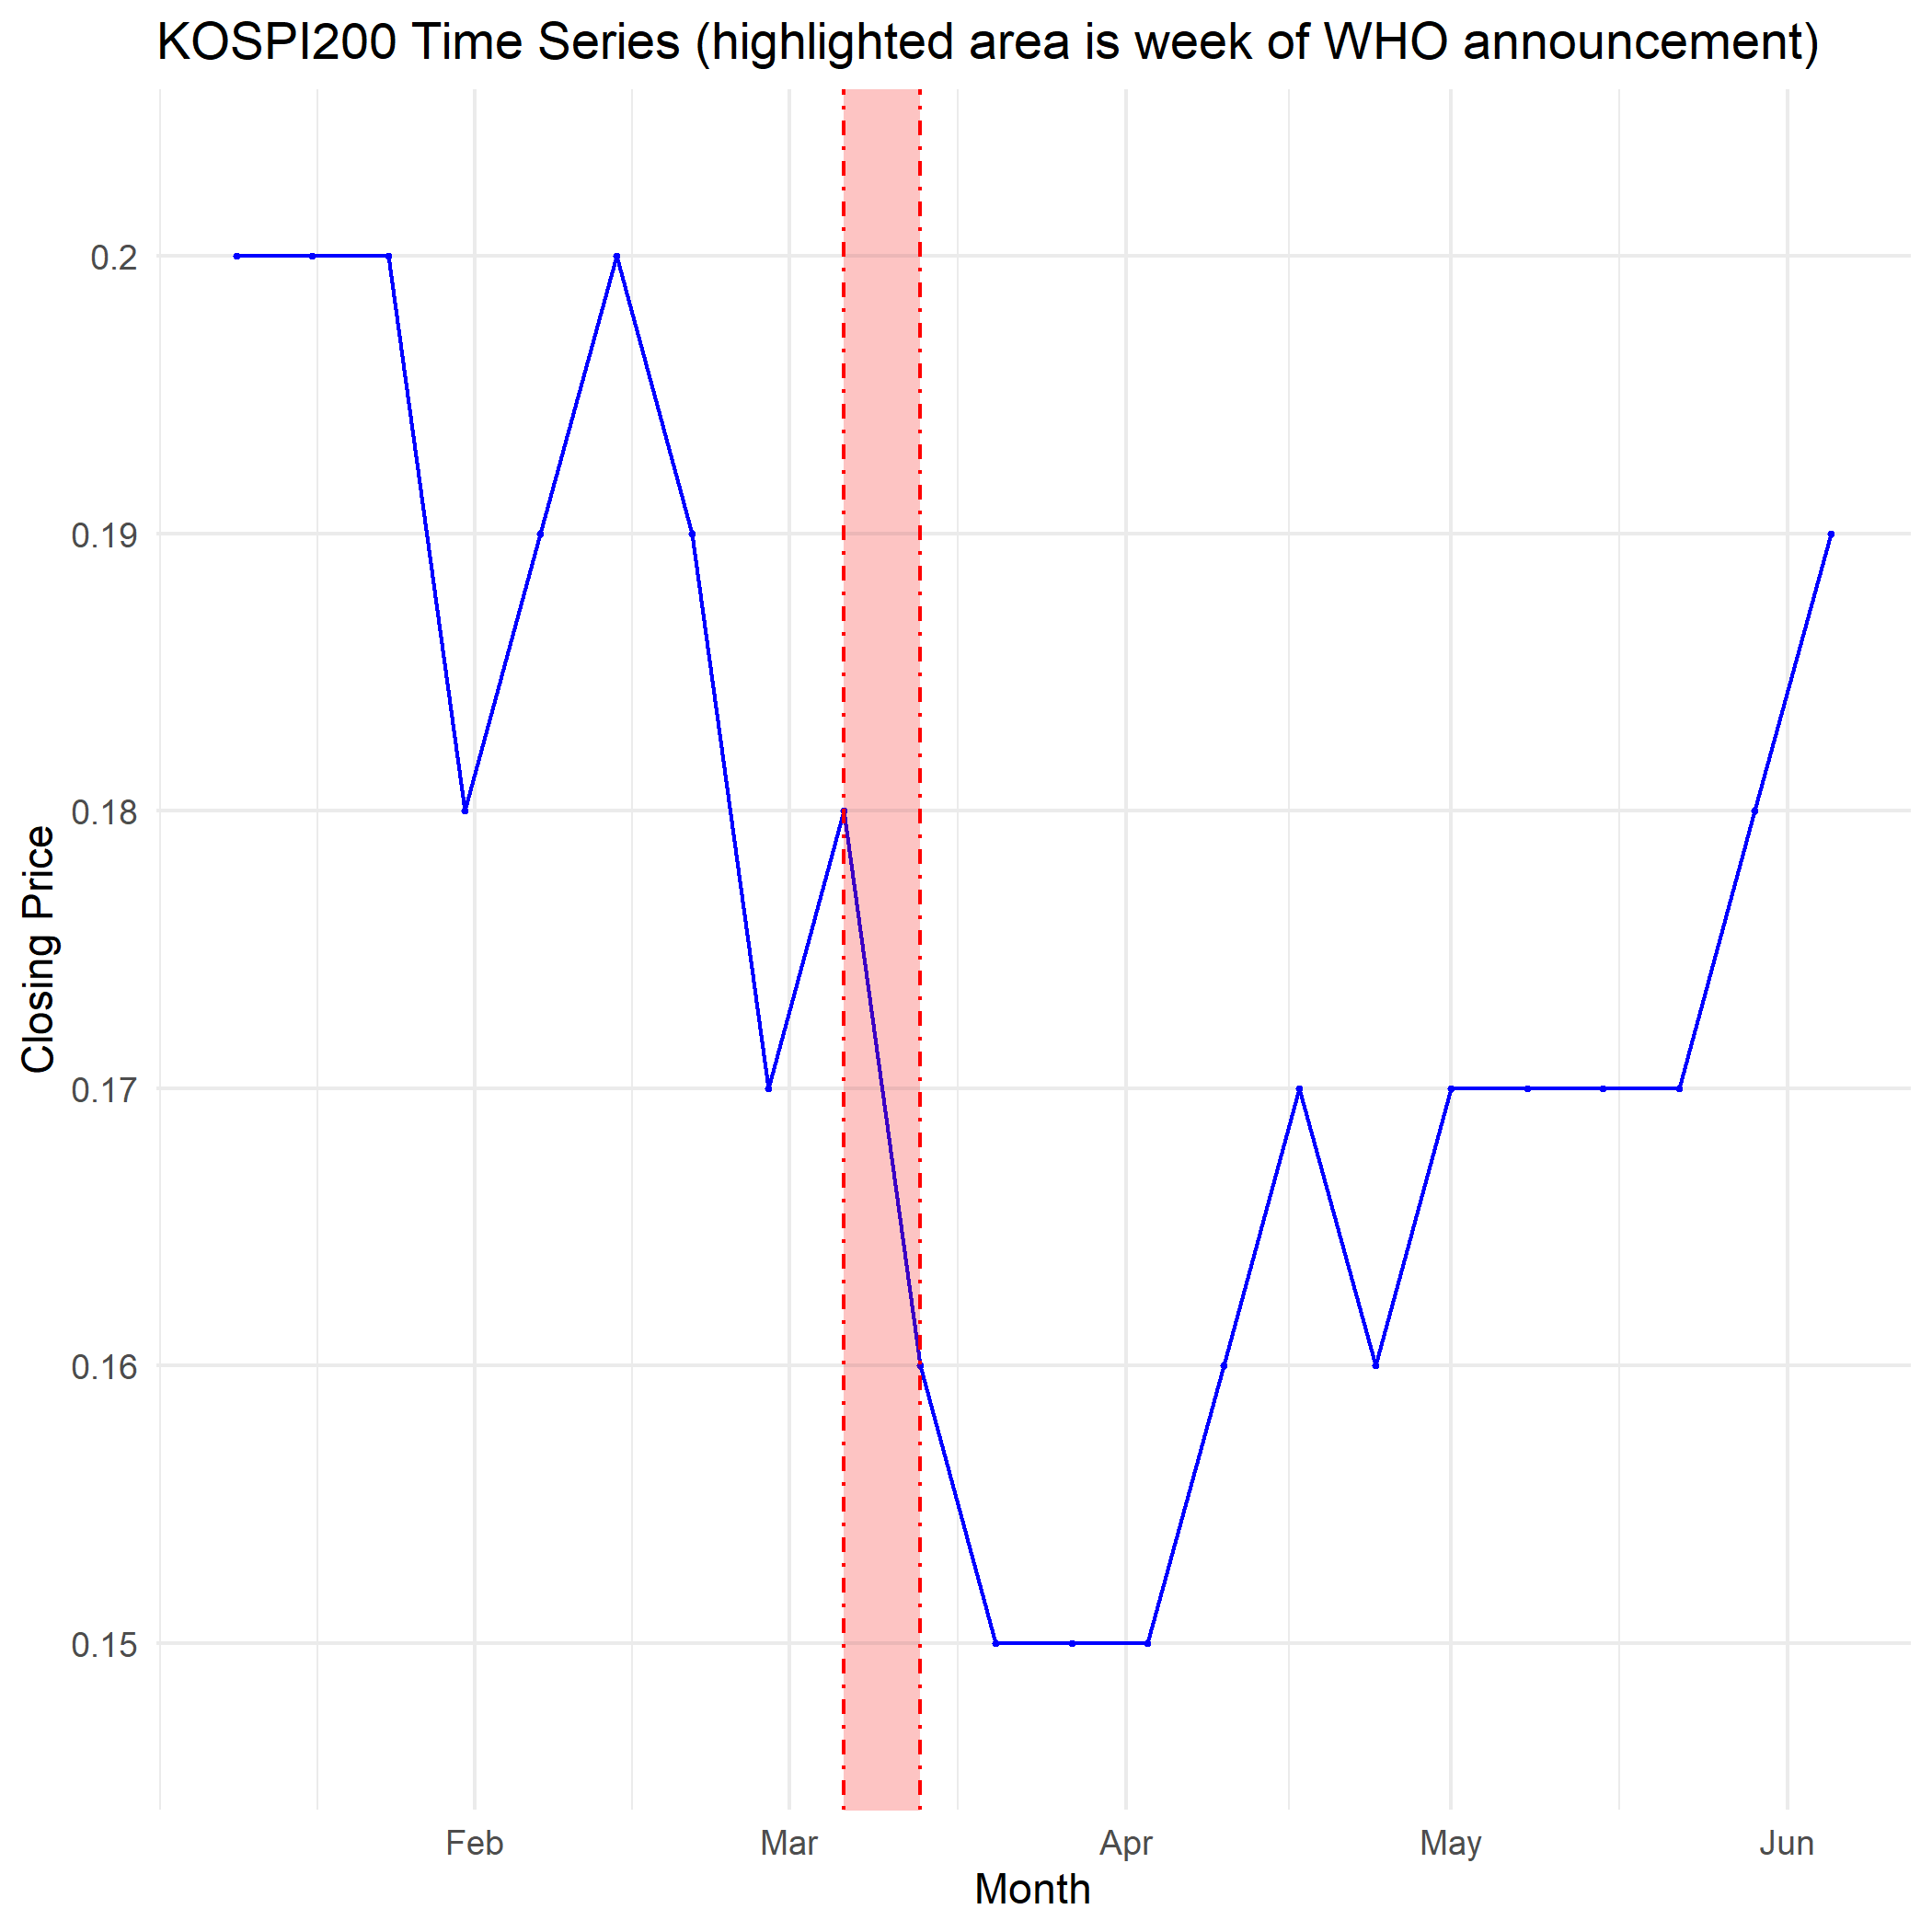 KOSPI200 Time Series (highlighted area is week of WHO announcement)
0.2
0.19
0.18
0.17
0.16
0.15
Closing Price
Feb
Mar
Apr
May
Jun
Month